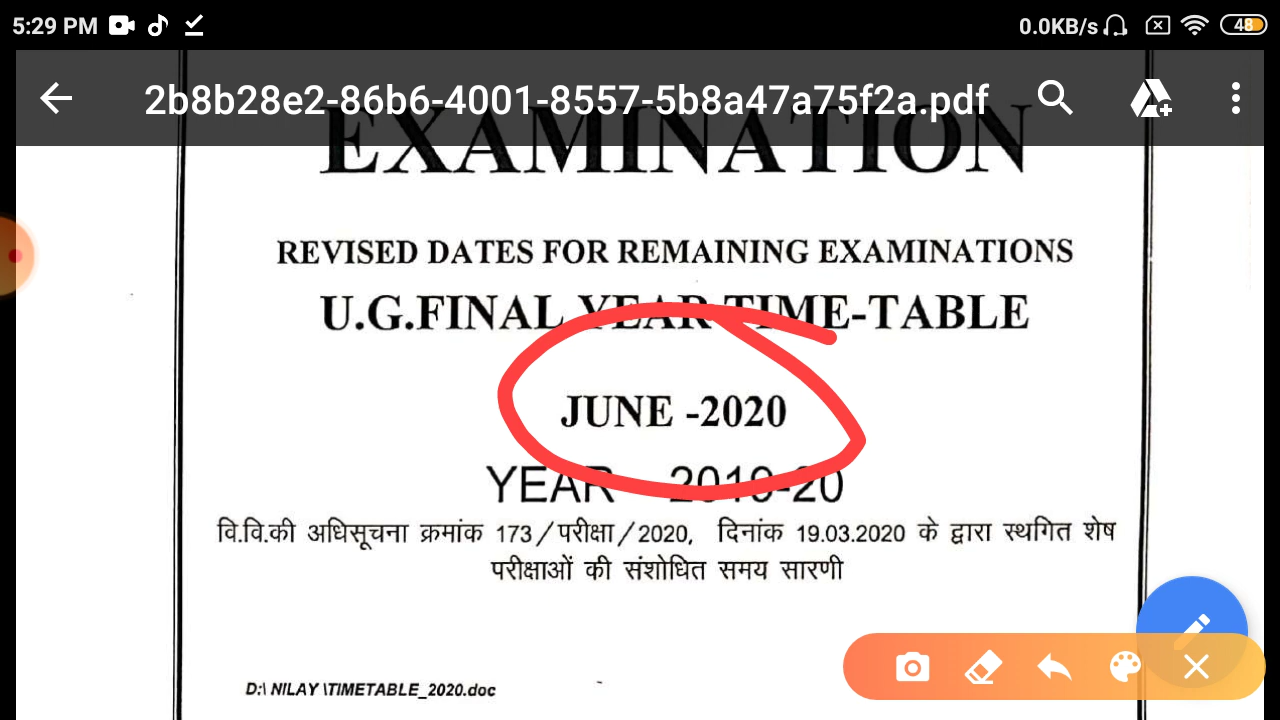 5:29 PM 0.0KB/s 48
2b8b28e2-86b6-4001-8557-5b8a47a75f2a.pdf
EXAMINATION
REVISED DATES FOR REMAINING EXAMINATIONS
U.G.FINAL YEAR TIME-TABLE
JUNE -2020
YEAR 2019-20
वि.वि.की अधिसूचना क्रमांक 173/परीक्षा/2020, दिनांक 19.03.2020 के द्वारा स्थगित शेष
परीक्षाओं की संशोधित समय सारणी
D:\ NILAY \TIMETABLE_2020.doc